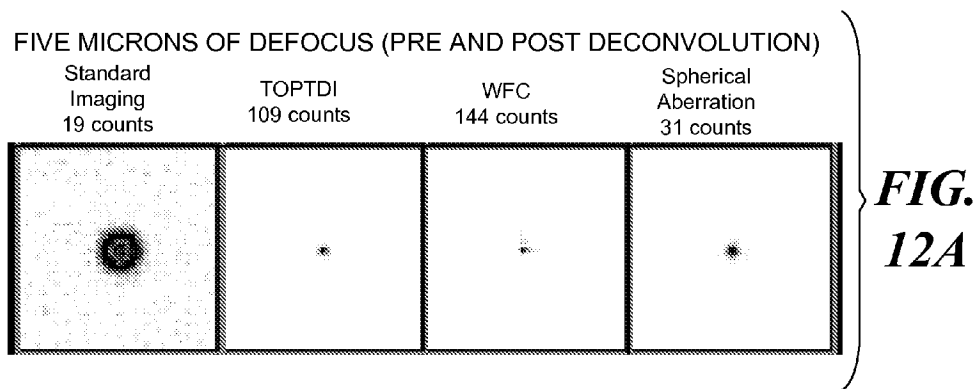 FIVE MICRONS OF DEFOCUS (PRE AND POST DECONVOLUTION)
Standard
Imaging
19 counts
TOPTDI
109 counts
WFC
144 counts
Spherical
Aberration
31 counts
FIG.
12A